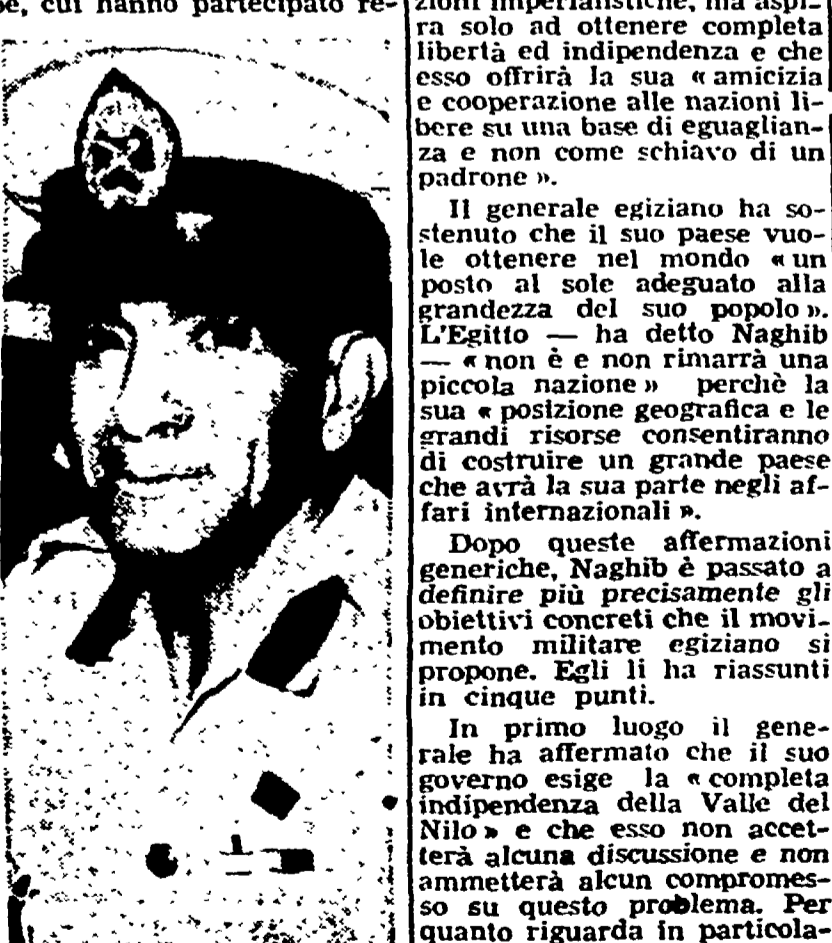 pe, cui hanno partecipato re-
zioni imperialistiche, ma aspi-
ra solo ad ottenere completa
libertà ed indipendenza e che
esso offrirà la sua « amicizia
e cooperazione alle nazioni li-
bere su una base di eguaglian-
za e non come schiavo di un
padrone ».
Il generale egiziano ha so-
stenuto che il suo paese vuo-
le ottenere nel mondo « un
posto al sole adeguato alla
grandezza del suo popolo ».
L'Egitto — ha detto Naghib
— « non è e non rimarrà una
piccola nazione » perchè la
sua « posizione geografica e le
grandi risorse consentiranno
di costruire un grande paese
che avrà la sua parte negli af-
fari internazionali ».
Dopo queste affermazioni
generiche, Naghib è passato a
definire più precisamente gli
obiettivi concreti che il movi-
mento militare egiziano si
propone. Egli li ha riassunti
in cinque punti.
In primo luogo il gene-
rale ha affermato che il suo
governo esige la « completa
indipendenza della Valle del
Nilo » e che esso non accet-
terà alcuna discussione e non
ammetterà alcun compromes-
so su questo problema. Per
quanto riguarda in particola-